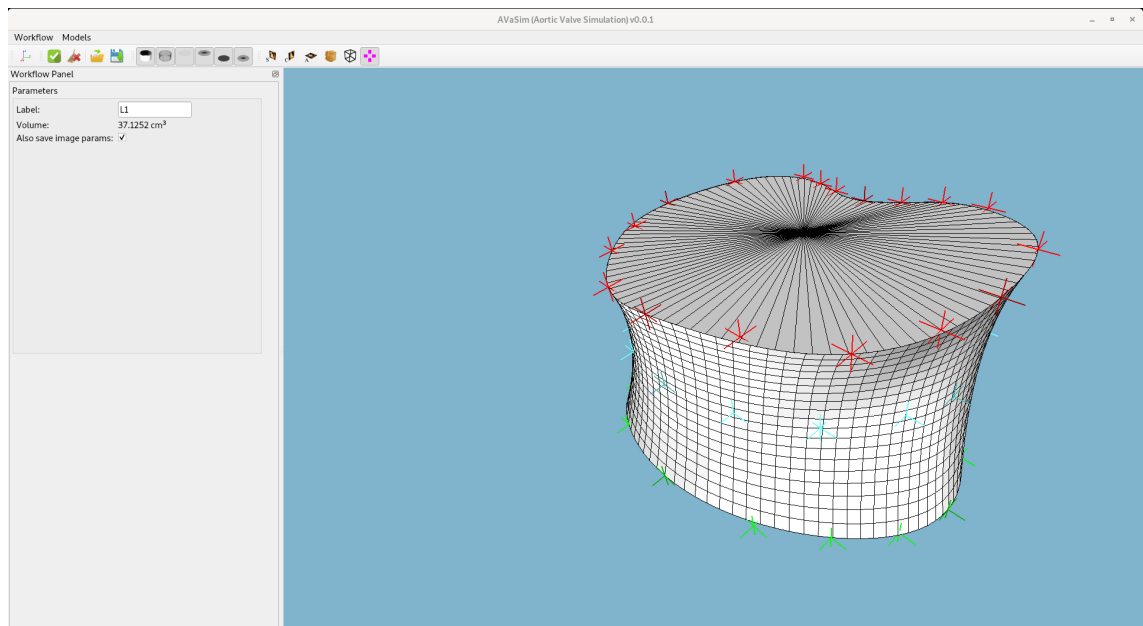 AVaSim (Aortic Valve Simulation) v0.0.1
Workflow Models
Workflow Panel
Parameters
Label: L1
Volume: 37.1252 cm³
Also save image params: